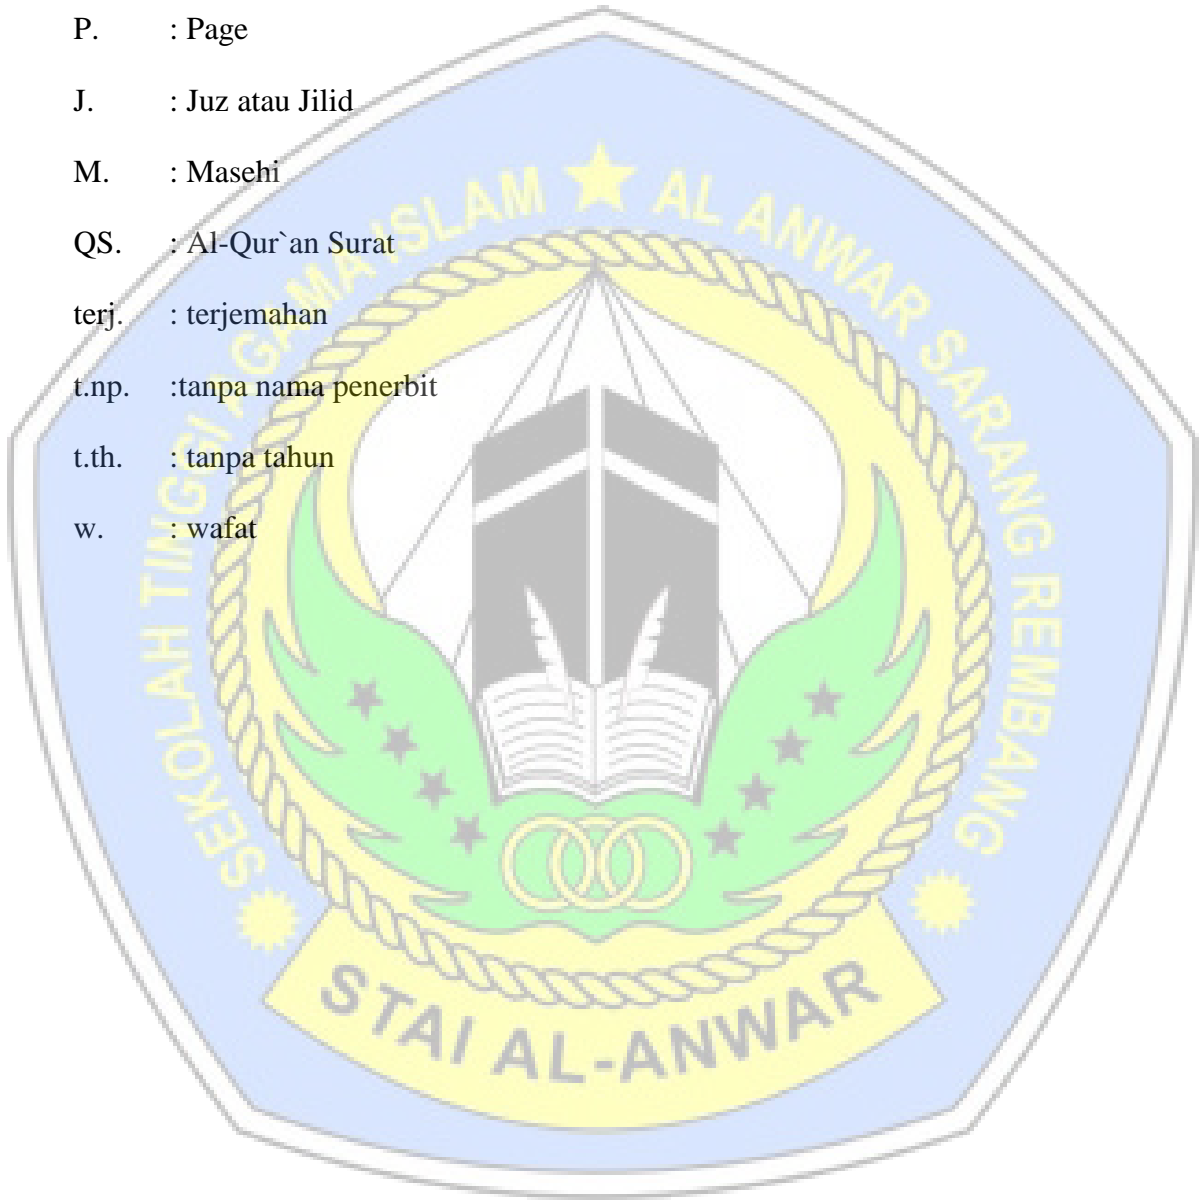 P. : Page
J. : Juz atau Jilid
M. : Masehi
QS. : Al-Qur`an Surat
terj. : terjemahan
t.np. :tanpa nama penerbit
t.th. : tanpa tahun
w. : wafat
SEKOLAH TINGGI AGAMA ISLAM ★ AL ANWAR SARANG REMBANG
STAI AL-ANWAR